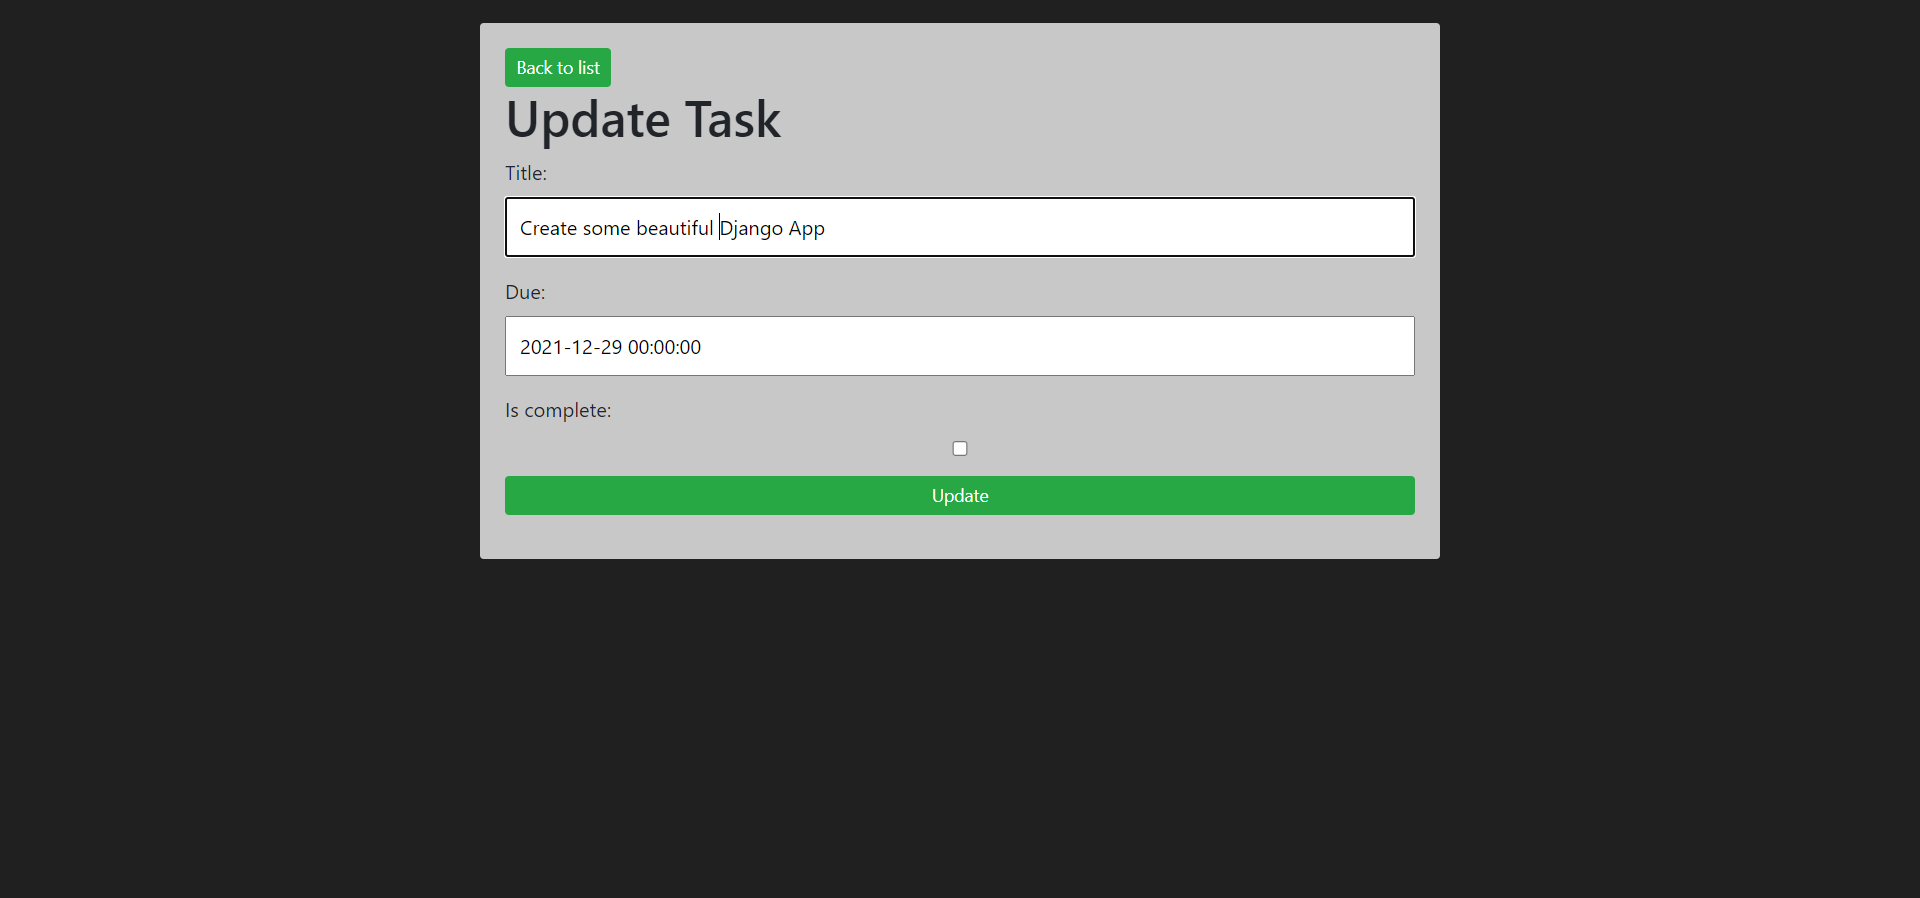 Back to list
Update Task
Title:
Create some beautiful Django App
Due:
2021-12-29 00:00:00
Is complete:
Update